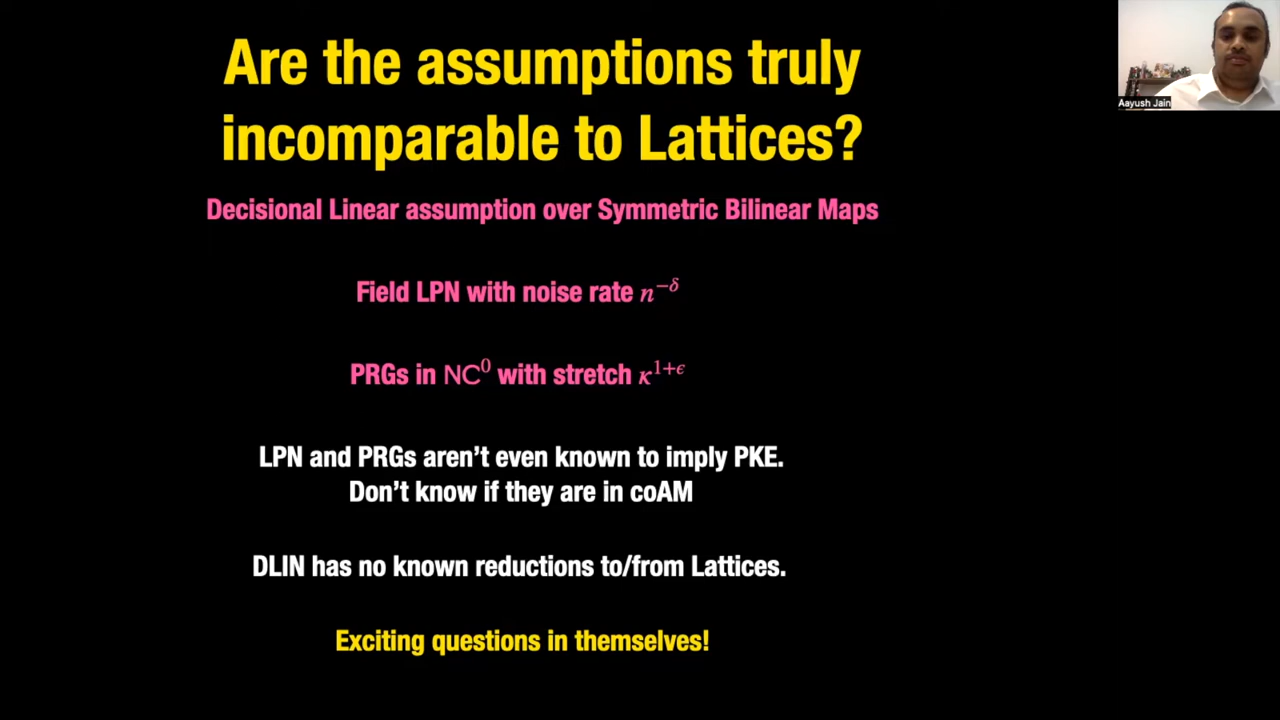 Are the assumptions truly
incomparable to Lattices?
Decisional Linear assumption over Symmetric Bilinear Maps
Field LPN with noise rate n^{-δ}
PRGs in NC^0 with stretch κ^{1+ϵ}
LPN and PRGs aren't even known to imply PKE.
Don't know if they are in coAM
DLIN has no known reductions to/from Lattices.
Exciting questions in themselves!
Aayush Jain